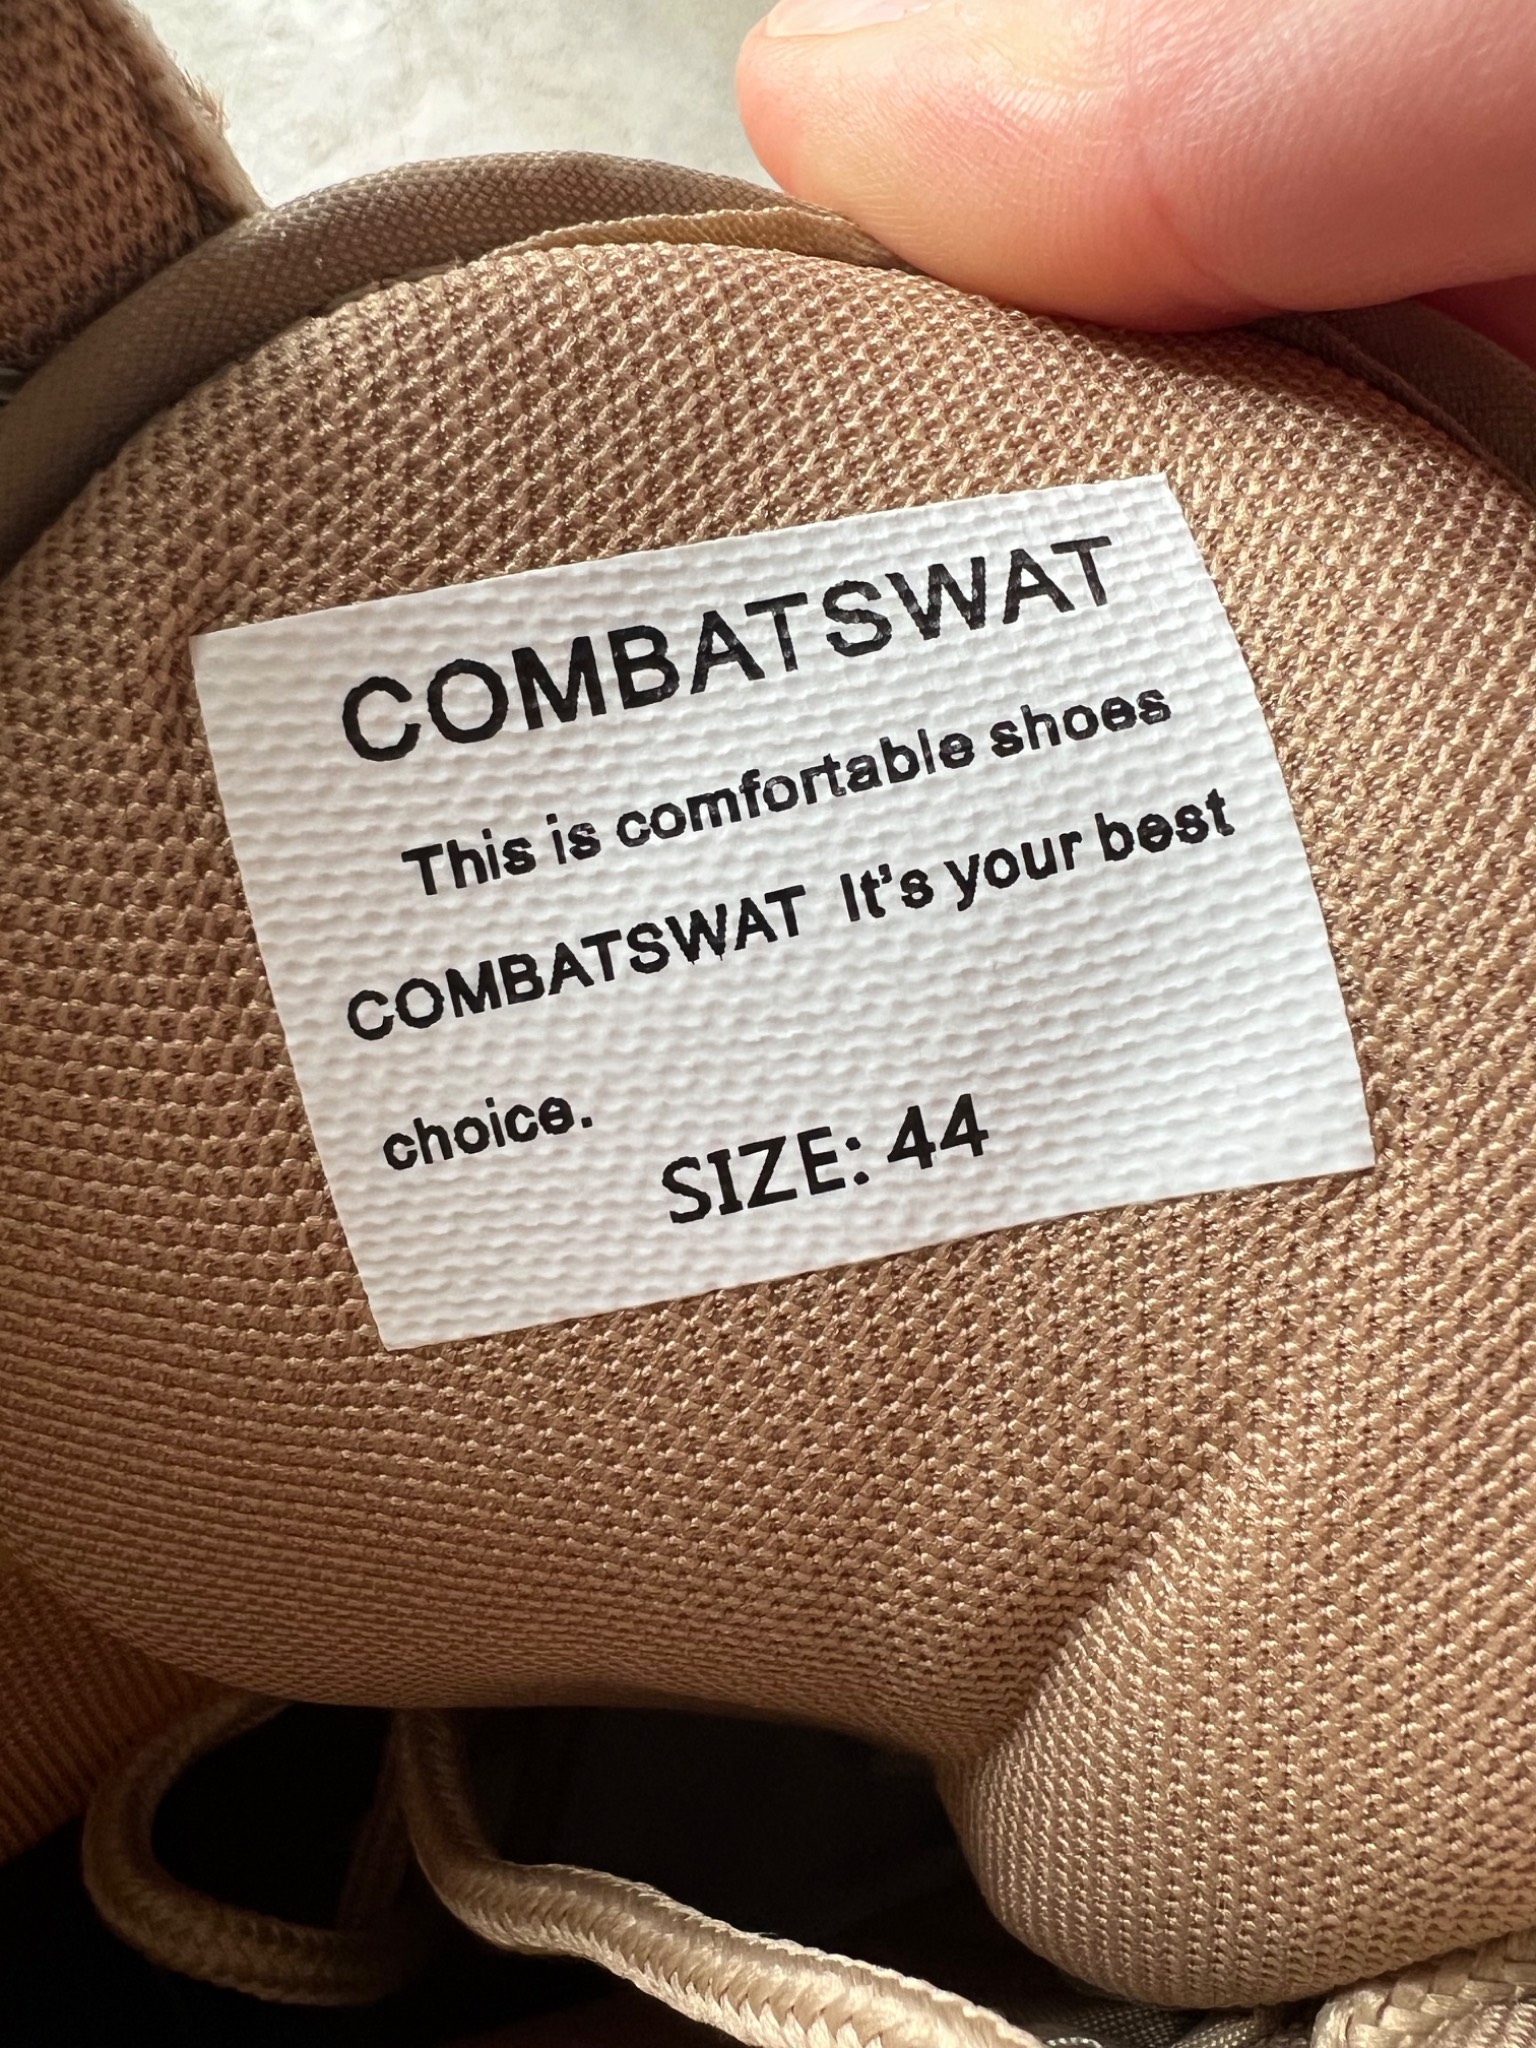 COMBATSWAT
This is comfortable shoes
COMBATSWAT It's your best
choice.
SIZE: 44